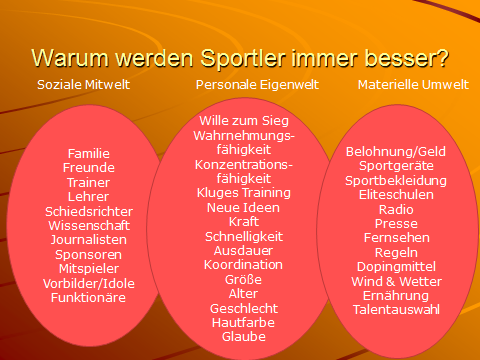 Warum werden Sportler immer besser?
Soziale Mitwelt
Personale Eigenwelt
Materielle Umwelt
Familie
Freunde
Trainer
Lehrer
Schiedsrichter
Wissenschaft
Journalisten
Sponsoren
Mitspieler
Vorbilder/Idole
Funktionäre
Wille zum Sieg
Wahrnehmungs-
fähigkeit
Konzentrations-
fähigkeit
Kluges Training
Neue Ideen
Kraft
Schnelligkeit
Ausdauer
Koordination
Größe
Alter
Geschlecht
Hautfarbe
Glaube
Belohnung/Geld
Sportgeräte
Sportbekleidung
Eliteschulen
Radio
Presse
Fernsehen
Regeln
Dopingmittel
Wind & Wetter
Ernährung
Talentauswahl